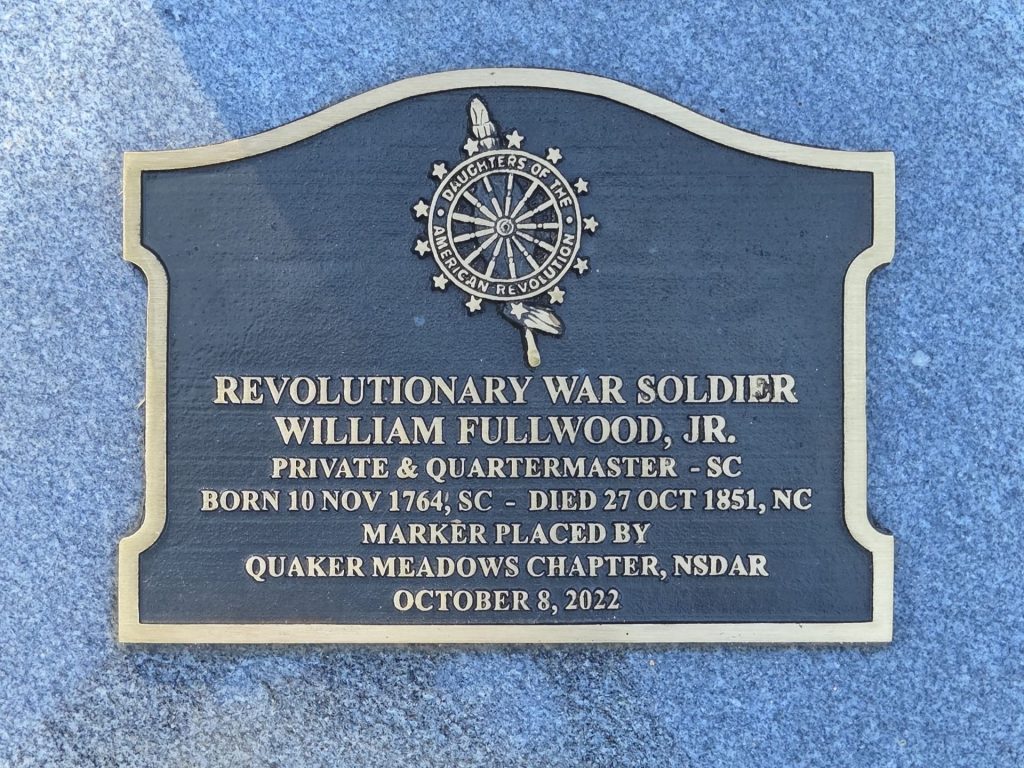 DAUGHTERS OF THE
AMERICAN REVOLUTION
REVOLUTIONARY WAR SOLDIER
WILLIAM FULLWOOD, JR.
PRIVATE & QUARTERMASTER - SC
BORN 10 NOV 1764, SC - DIED 27 OCT 1851, NC
MARKER PLACED BY
QUAKER MEADOWS CHAPTER, NSDAR
OCTOBER 8, 2022